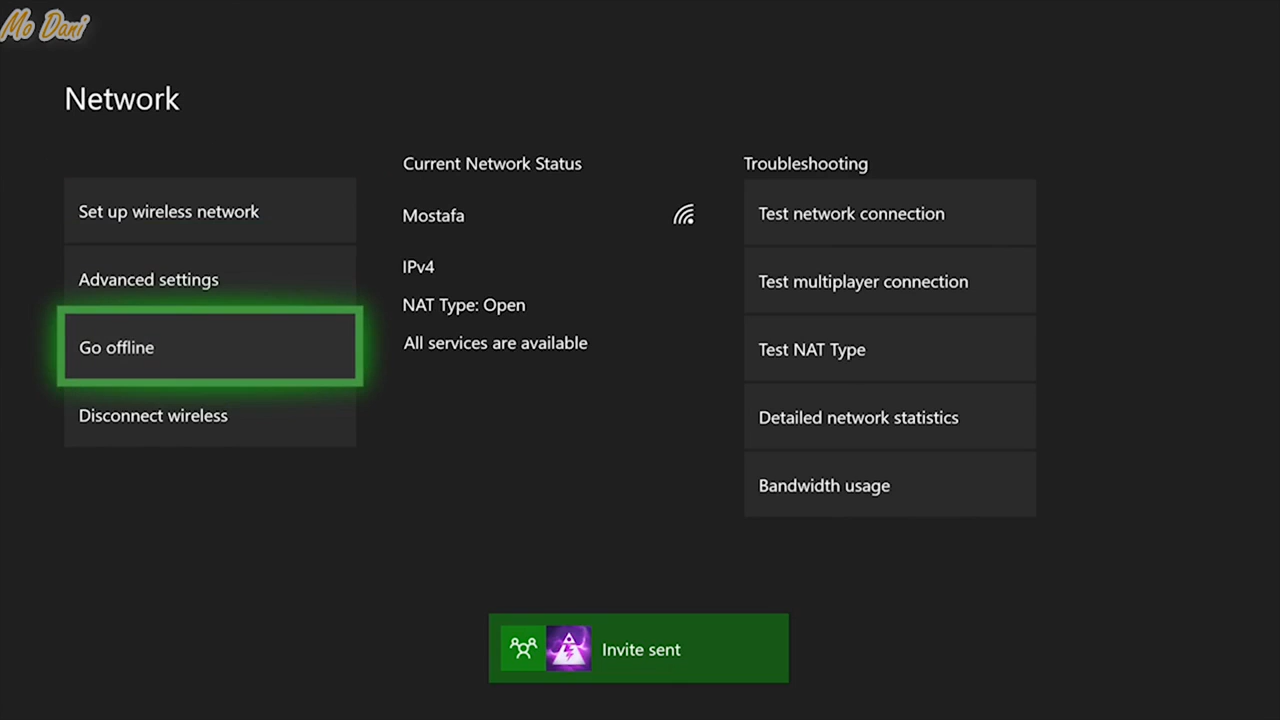 Mo Dani
Network
Set up wireless network
Advanced settings
Go offline
Disconnect wireless
Current Network Status
Mostafa
IPv4
NAT Type: Open
All services are available
Troubleshooting
Test network connection
Test multiplayer connection
Test NAT Type
Detailed network statistics
Bandwidth usage
Invite sent